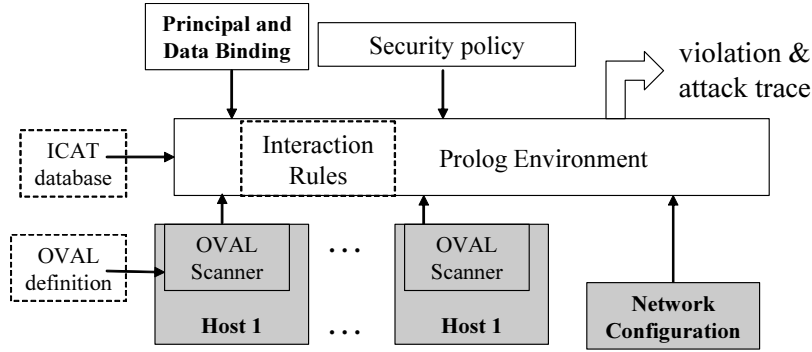 Principal and
Data Binding
Security policy
violation &
attack trace
ICAT
database
Interaction
Rules
Prolog Environment
OVAL
definition
OVAL
Scanner
Host 1
...
...
OVAL
Scanner
Host 1
Network
Configuration